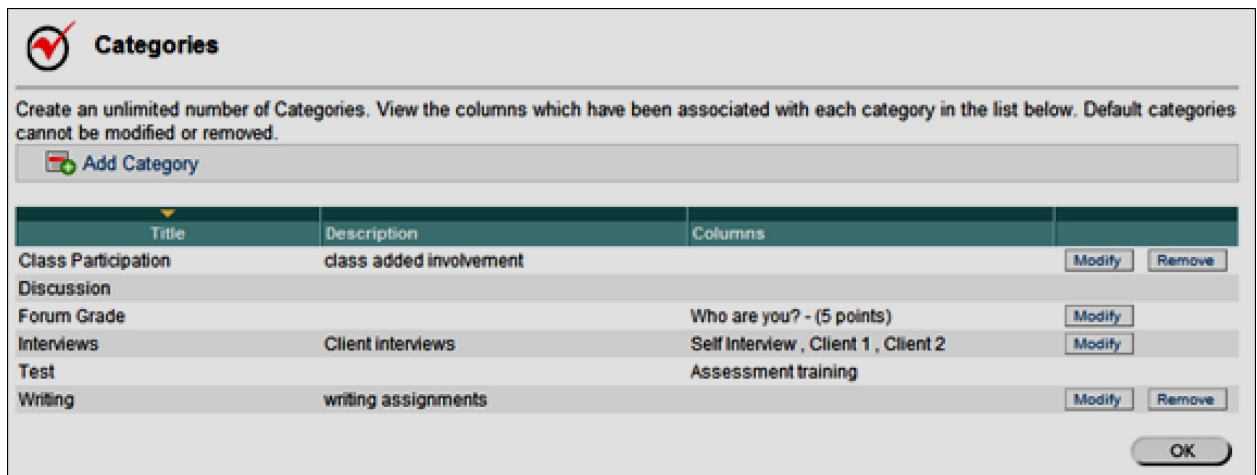 Categories
Create an unlimited number of Categories. View the columns which have been associated with each category in the list below. Default categories
cannot be modified or removed.
Add Category
Title Description Columns
Class Participation class added involvement Modify Remove
Discussion
Forum Grade Who are you? - (5 points) Modify
Interviews Client interviews Self Interview , Client 1 , Client 2 Modify
Test Assessment training
Writing writing assignments Modify Remove
OK